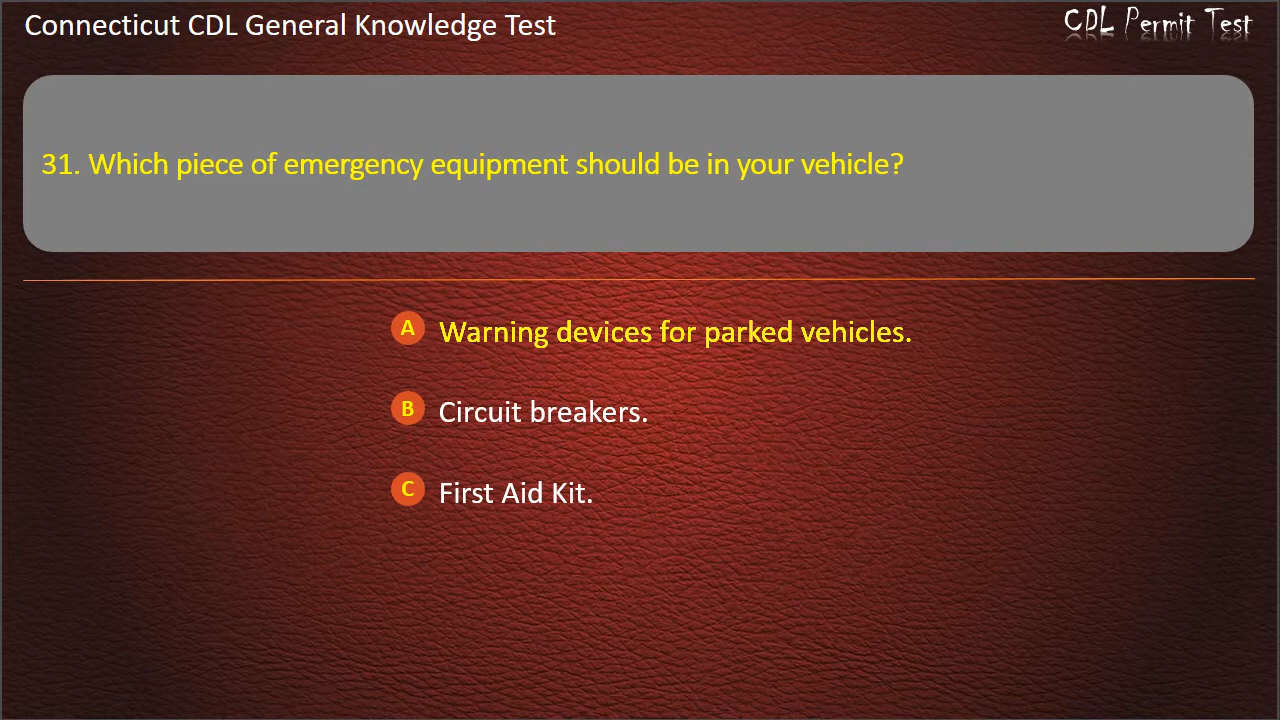 Connecticut CDL General Knowledge Test
CDL Permit Test
31. Which piece of emergency equipment should be in your vehicle?
A Warning devices for parked vehicles.
B Circuit breakers.
C First Aid Kit.